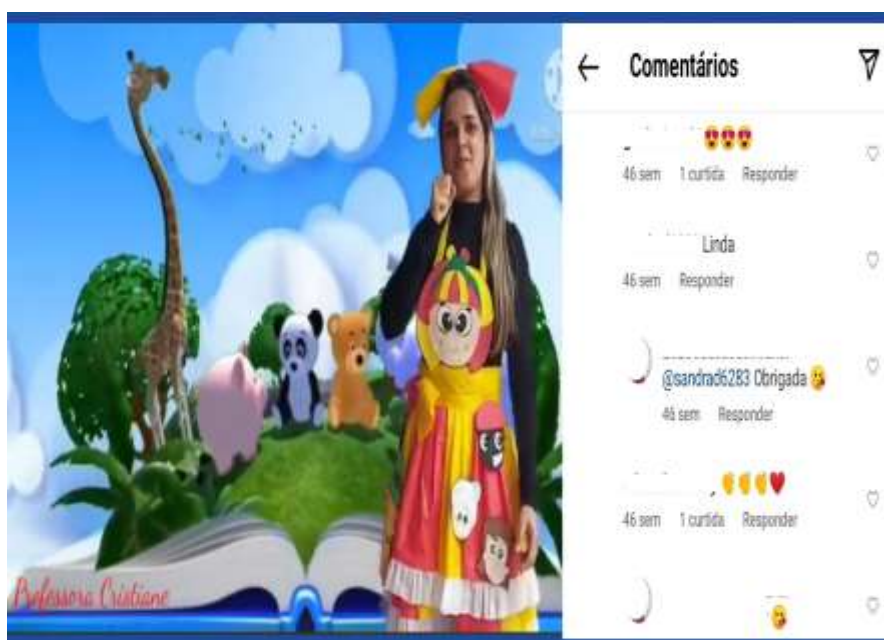 Professora Cristiane
Comentários
😍😍😍
46 sem 1 curtida Responder
Linda
46 sem Responder
@sandrad6283 Obrigada 😘
46 sem Responder
👏👏👏❤️
46 sem 1 curtida Responder
😘